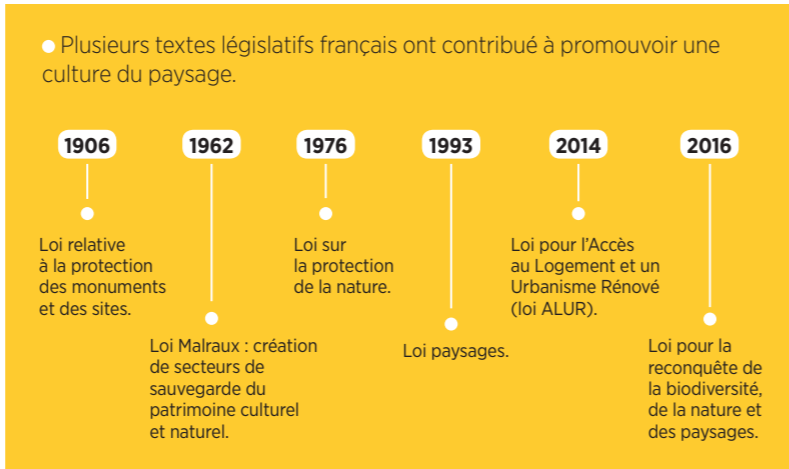 Plusieurs textes législatifs français ont contribué à promouvoir une
culture du paysage.
1906
1962
1976
1993
2014
2016
Loi relative
à la protection
des monuments
et des sites.
Loi Malraux : création
de secteurs de
sauvegarde du
patrimoine culturel
et naturel.
Loi sur
la protection
de la nature.
Loi paysages.
Loi pour l'Accès
au Logement et un
Urbanisme Rénové
(loi ALUR).
Loi pour la
reconquête de
la biodiversité,
de la nature et
des paysages.